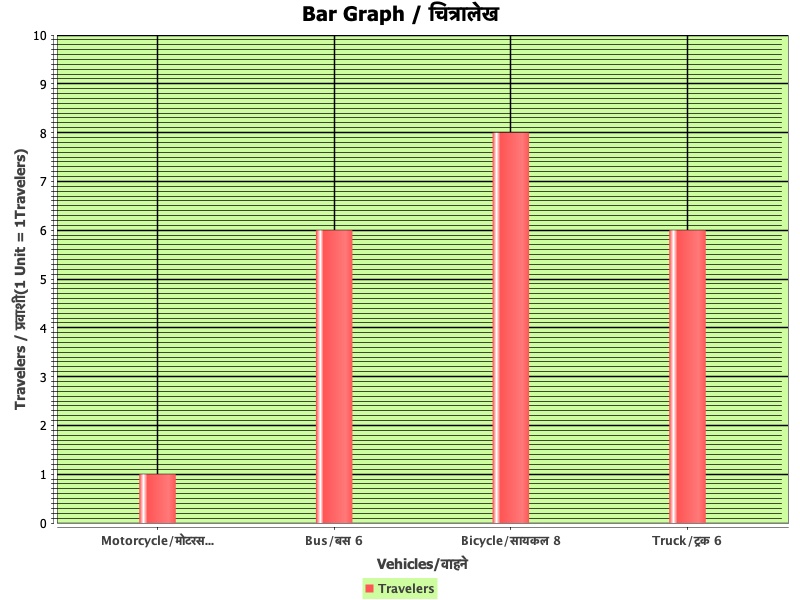 Bar Graph / चित्रालेख
Travelers / प्रवाशी(1 Unit = 1Travelers)
10
9
8
7
6
5
4
3
2
1
0
Motorcycle/मोटरस... Bus/बस 6 Bicycle/सायकल 8 Truck/ट्रक 6
Vehicles/वाहने
Travelers